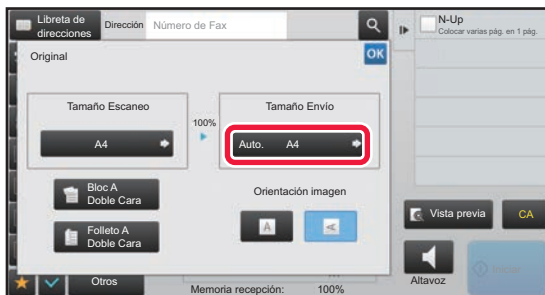 Libreta de
direcciones
Dirección
Número de Fax
N-Up
Colocar varias pág. en 1 pág.
Original
OK
Tamaño Escaneo
100%
Tamaño Envío
A4
Auto. A4
Bloc A
Doble Cara
Orientación imagen
A
A
Folleto A
Doble Cara
Vista previa
CA
Otros
Memoria recepción: 100%
Altavoz